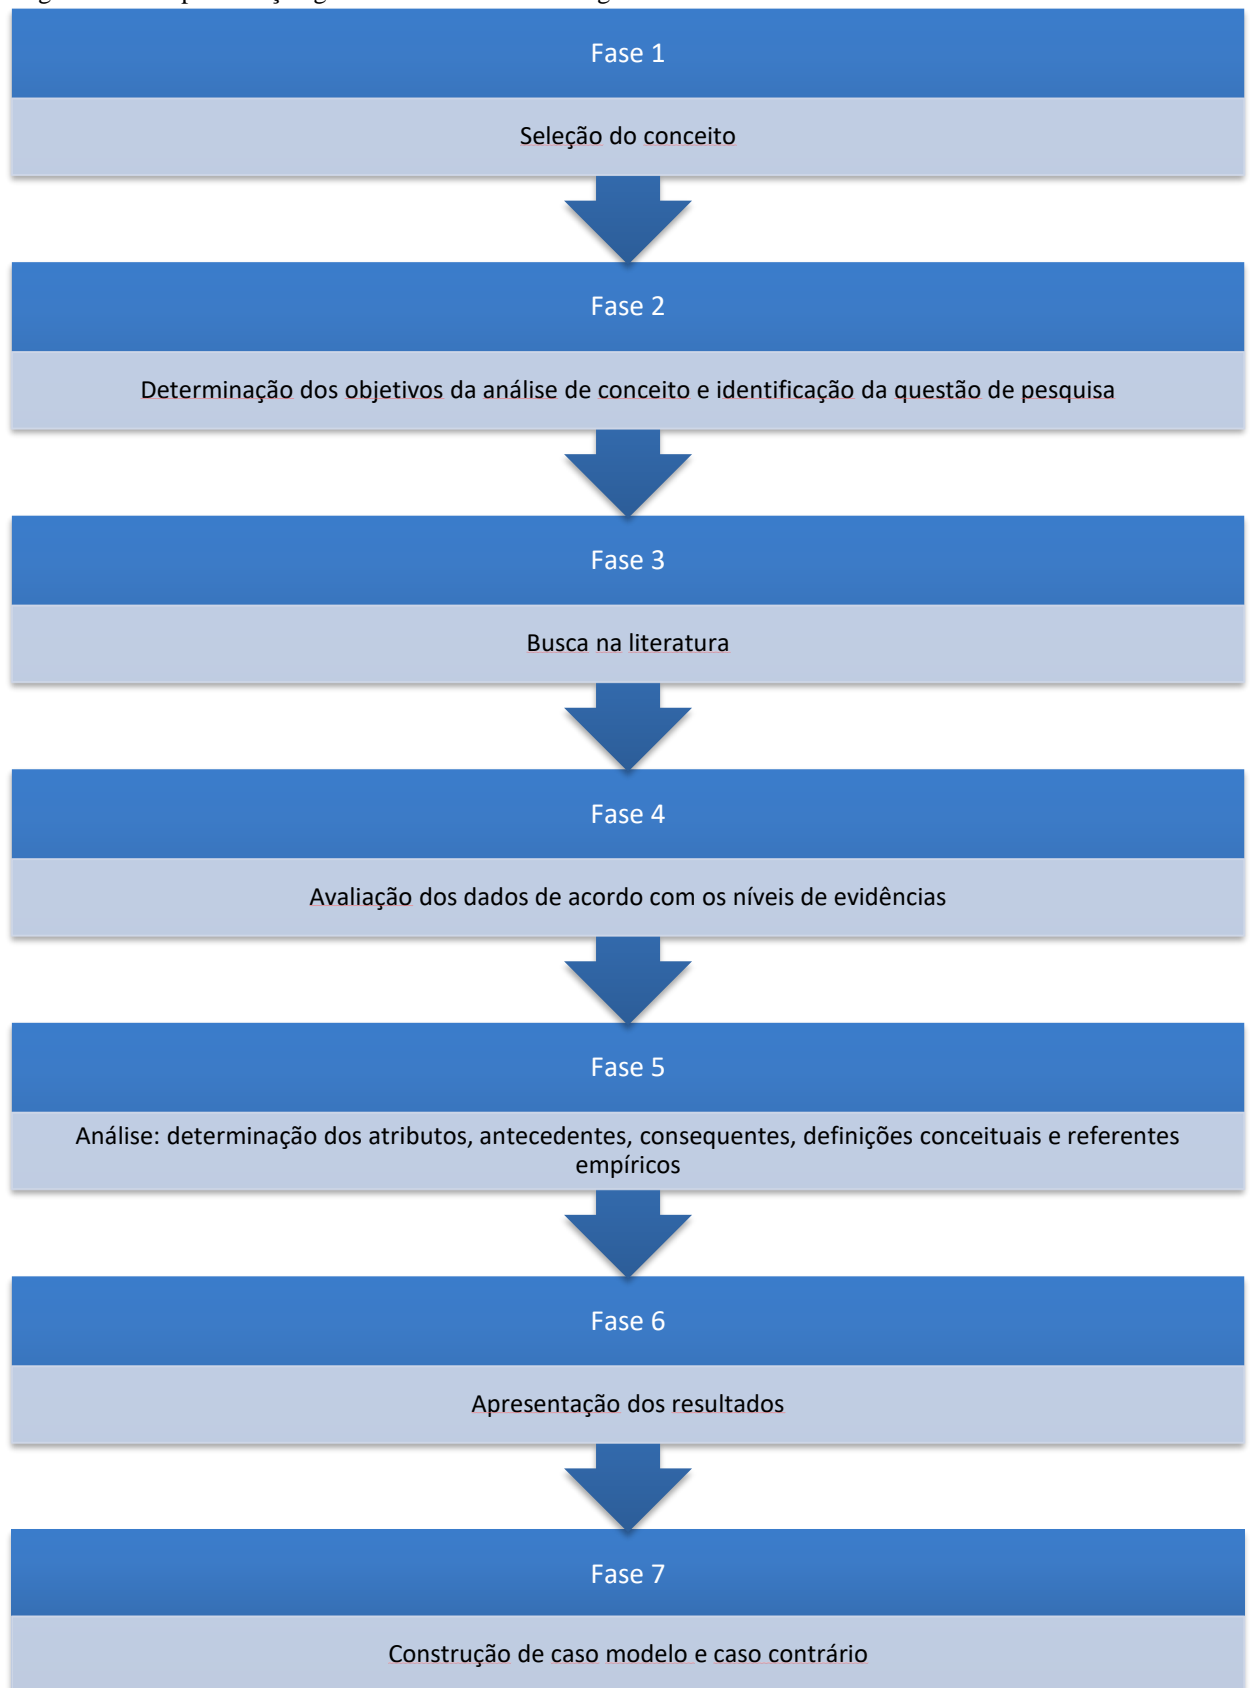 Fase 1
Seleção do conceito
Fase 2
Determinação dos objetivos da análise de conceito e identificação da questão de pesquisa
Fase 3
Busca na literatura
Fase 4
Avaliação dos dados de acordo com os níveis de evidências
Fase 5
Análise: determinação dos atributos, antecedentes, consequentes, definições conceituais e referentes
empíricos
Fase 6
Apresentação dos resultados
Fase 7
Construção de caso modelo e caso contrário